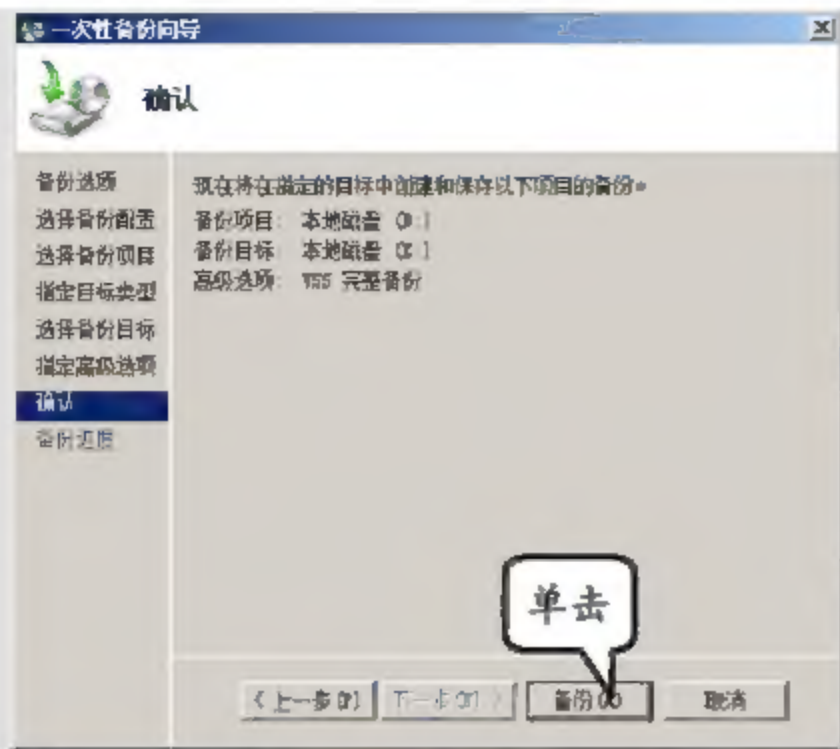 一次性备份向导
确认
备份选项
选择备份配置
选择备份项目
指定目标类型
选择备份目标
指定高级选项
确认
备份进度
现在将在指定的目标中创建和保存以下项目的备份。
备份项目: 本地磁盘
备份目标 本地磁盘
高级选项: VSS 完整备份
单击
< 上一步(P) 下一步(N) > 备份 取消